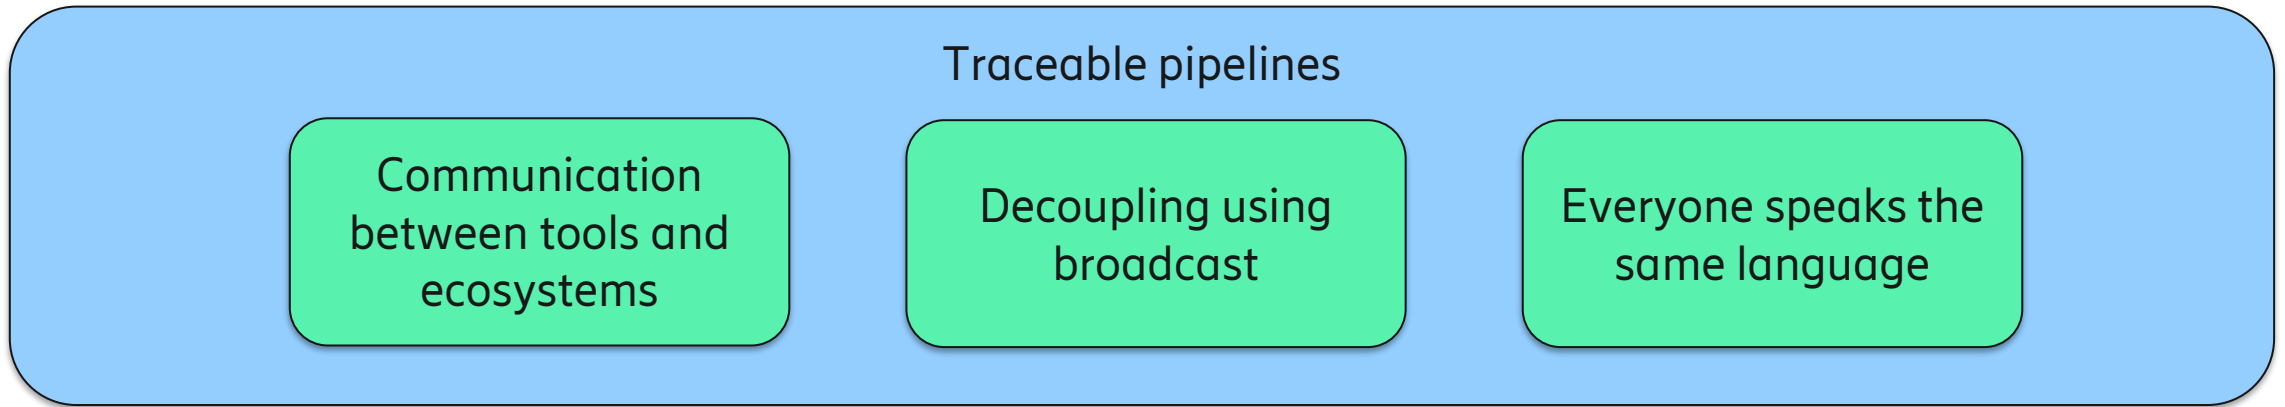 Traceable pipelines
Communication
between tools and
ecosystems
Decoupling using
broadcast
Everyone speaks the
same language